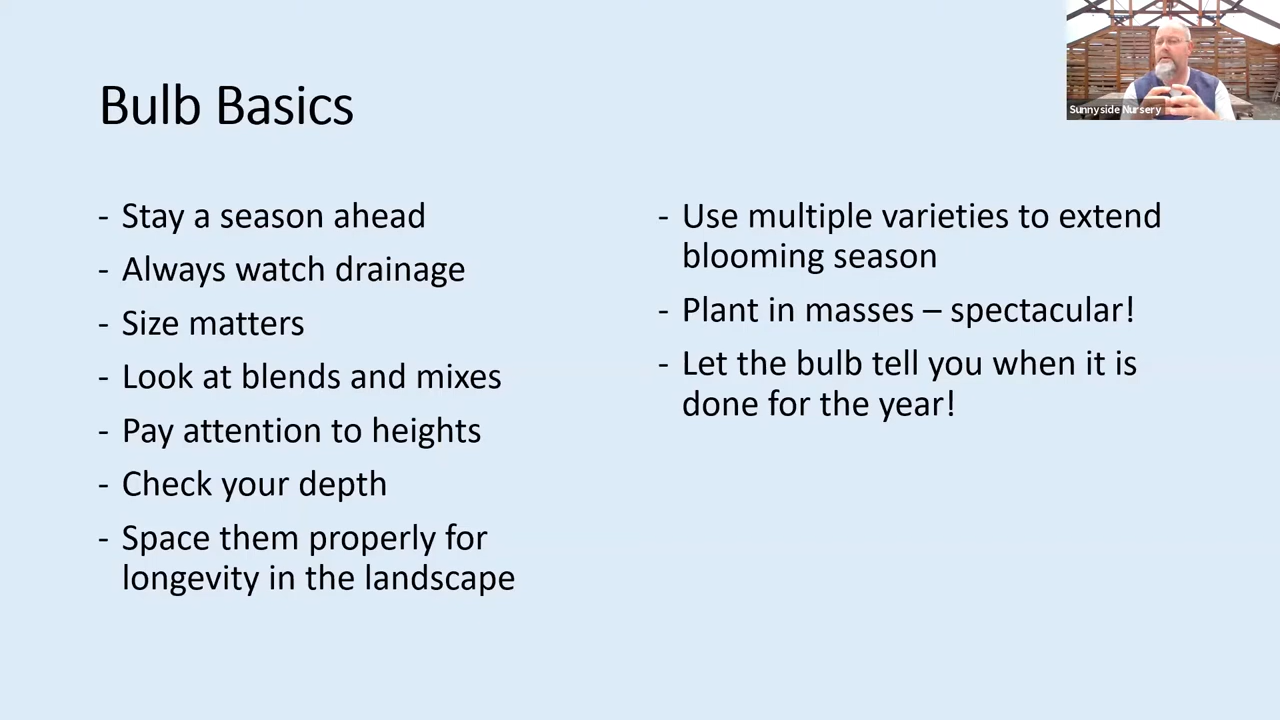 Bulb Basics
- Stay a season ahead
- Always watch drainage
- Size matters
- Look at blends and mixes
- Pay attention to heights
- Check your depth
- Space them properly for
longevity in the landscape
- Use multiple varieties to extend
blooming season
- Plant in masses – spectacular!
- Let the bulb tell you when it is
done for the year!
Sunnyside Nursery